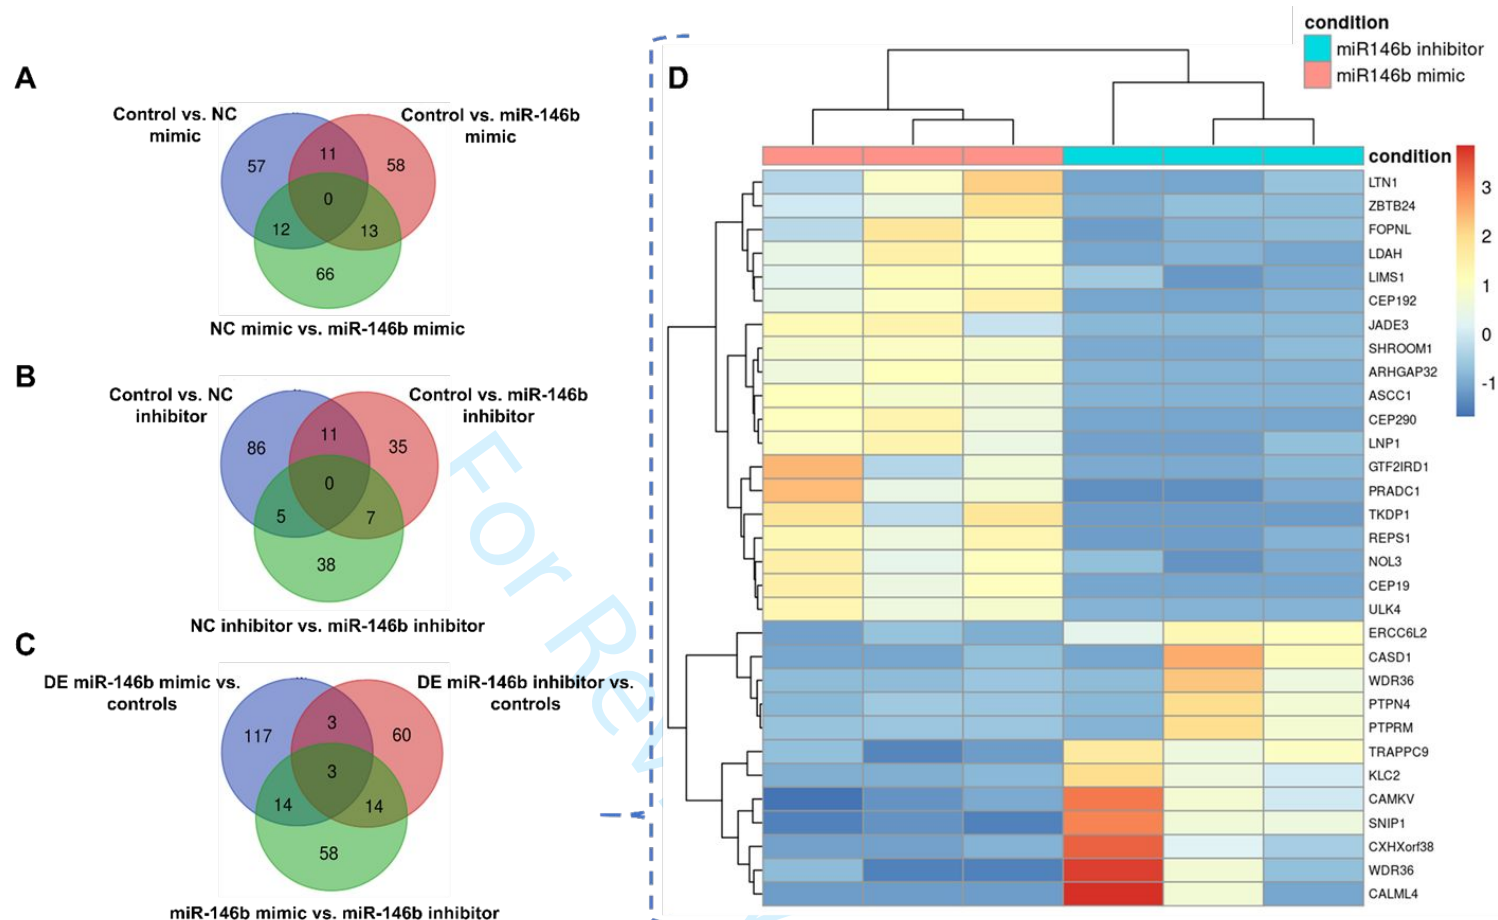 A
Control vs. NC
mimic
Control vs. miR-146b
mimic
57
11
58
0
12
13
66
NC mimic vs. miR-146b mimic
B
Control vs. NC
inhibitor
Control vs. miR-146b
inhibitor
86
11
35
0
5
7
38
NC inhibitor vs. miR-146b inhibitor
C
DE miR-146b mimic vs.
controls
DE miR-146b inhibitor vs.
controls
117
3
60
3
14
14
58
miR-146b mimic vs. miR-146b inhibitor
For Rev
D
condition
miR146b inhibitor
miR146b mimic
condition
3
2
1
0
-1
LTN1
ZBTB24
FOPNL
LDAH
LIMS1
CEP192
JADE3
SHROOM1
ARHGAP32
ASCC1
CEP290
LNP1
GTF2IRD1
PRADC1
TKDP1
REPS1
NOL3
CEP19
ULK4
ERCC6L2
CASD1
WDR36
PTPN4
PTPRM
TRAPPC9
KLC2
CAMKV
SNIP1
CXHXorf38
WDR36
CALML4